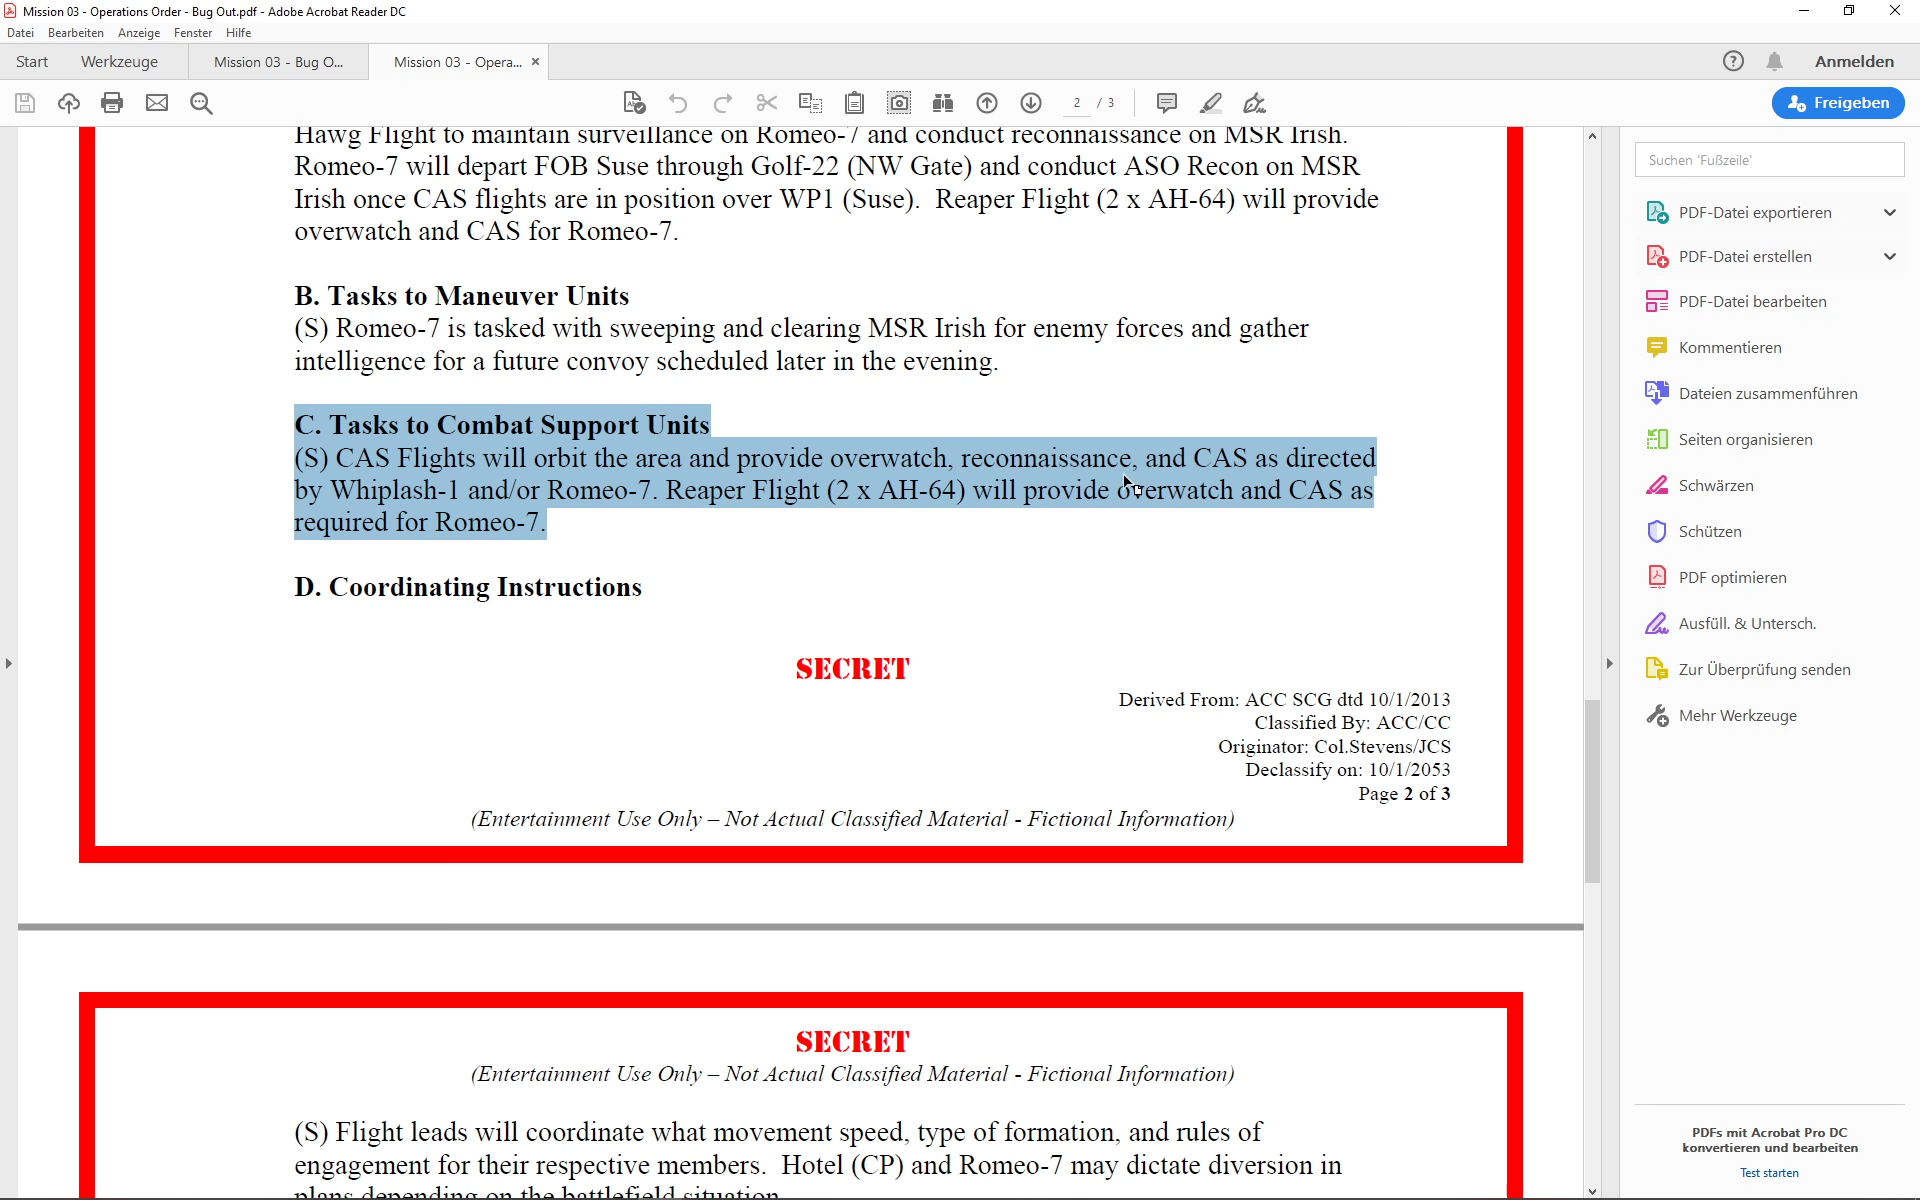 Mission 03 - Operations Order - Bug Out.pdf - Adobe Acrobat Reader DC
Datei Bearbeiten Anzeige Fenster Hilfe
Start Werkzeuge Mission 03 - Bug O... Mission 03 - Opera... Anmelden
2 / 3 Freigeben
Hawg Flight to maintain surveillance on Romeo-7 and conduct reconnaissance on MSR Irish.
Romeo-7 will depart FOB Suse through Golf-22 (NW Gate) and conduct ASO Recon on MSR
Irish once CAS flights are in position over WP1 (Suse). Reaper Flight (2 x AH-64) will provide
overwatch and CAS for Romeo-7.
B. Tasks to Maneuver Units
(S) Romeo-7 is tasked with sweeping and clearing MSR Irish for enemy forces and gather
intelligence for a future convoy scheduled later in the evening.
C. Tasks to Combat Support Units
(S) CAS Flights will orbit the area and provide overwatch, reconnaissance, and CAS as directed
by Whiplash-1 and/or Romeo-7. Reaper Flight (2 x AH-64) will provide overwatch and CAS as
required for Romeo-7.
D. Coordinating Instructions
SECRET
Derived From: ACC SCG dtd 10/1/2013
Classified By: ACC/CC
Originator: Col.Stevens/JCS
Declassify on: 10/1/2053
Page 2 of 3
(Entertainment Use Only – Not Actual Classified Material - Fictional Information)
SECRET
(Entertainment Use Only – Not Actual Classified Material - Fictional Information)
(S) Flight leads will coordinate what movement speed, type of formation, and rules of
engagement for their respective members. Hotel (CP) and Romeo-7 may dictate diversion in
plans depending on the battlefield situation.
Suchen 'Fußzeile'
PDF-Datei exportieren
PDF-Datei erstellen
PDF-Datei bearbeiten
Kommentieren
Dateien zusammenführen
Seiten organisieren
Schwärzen
Schützen
PDF optimieren
Ausfüll. & Untersch.
Zur Überprüfung senden
Mehr Werkzeuge
PDFs mit Acrobat Pro DC
konvertieren und bearbeiten
Test starten